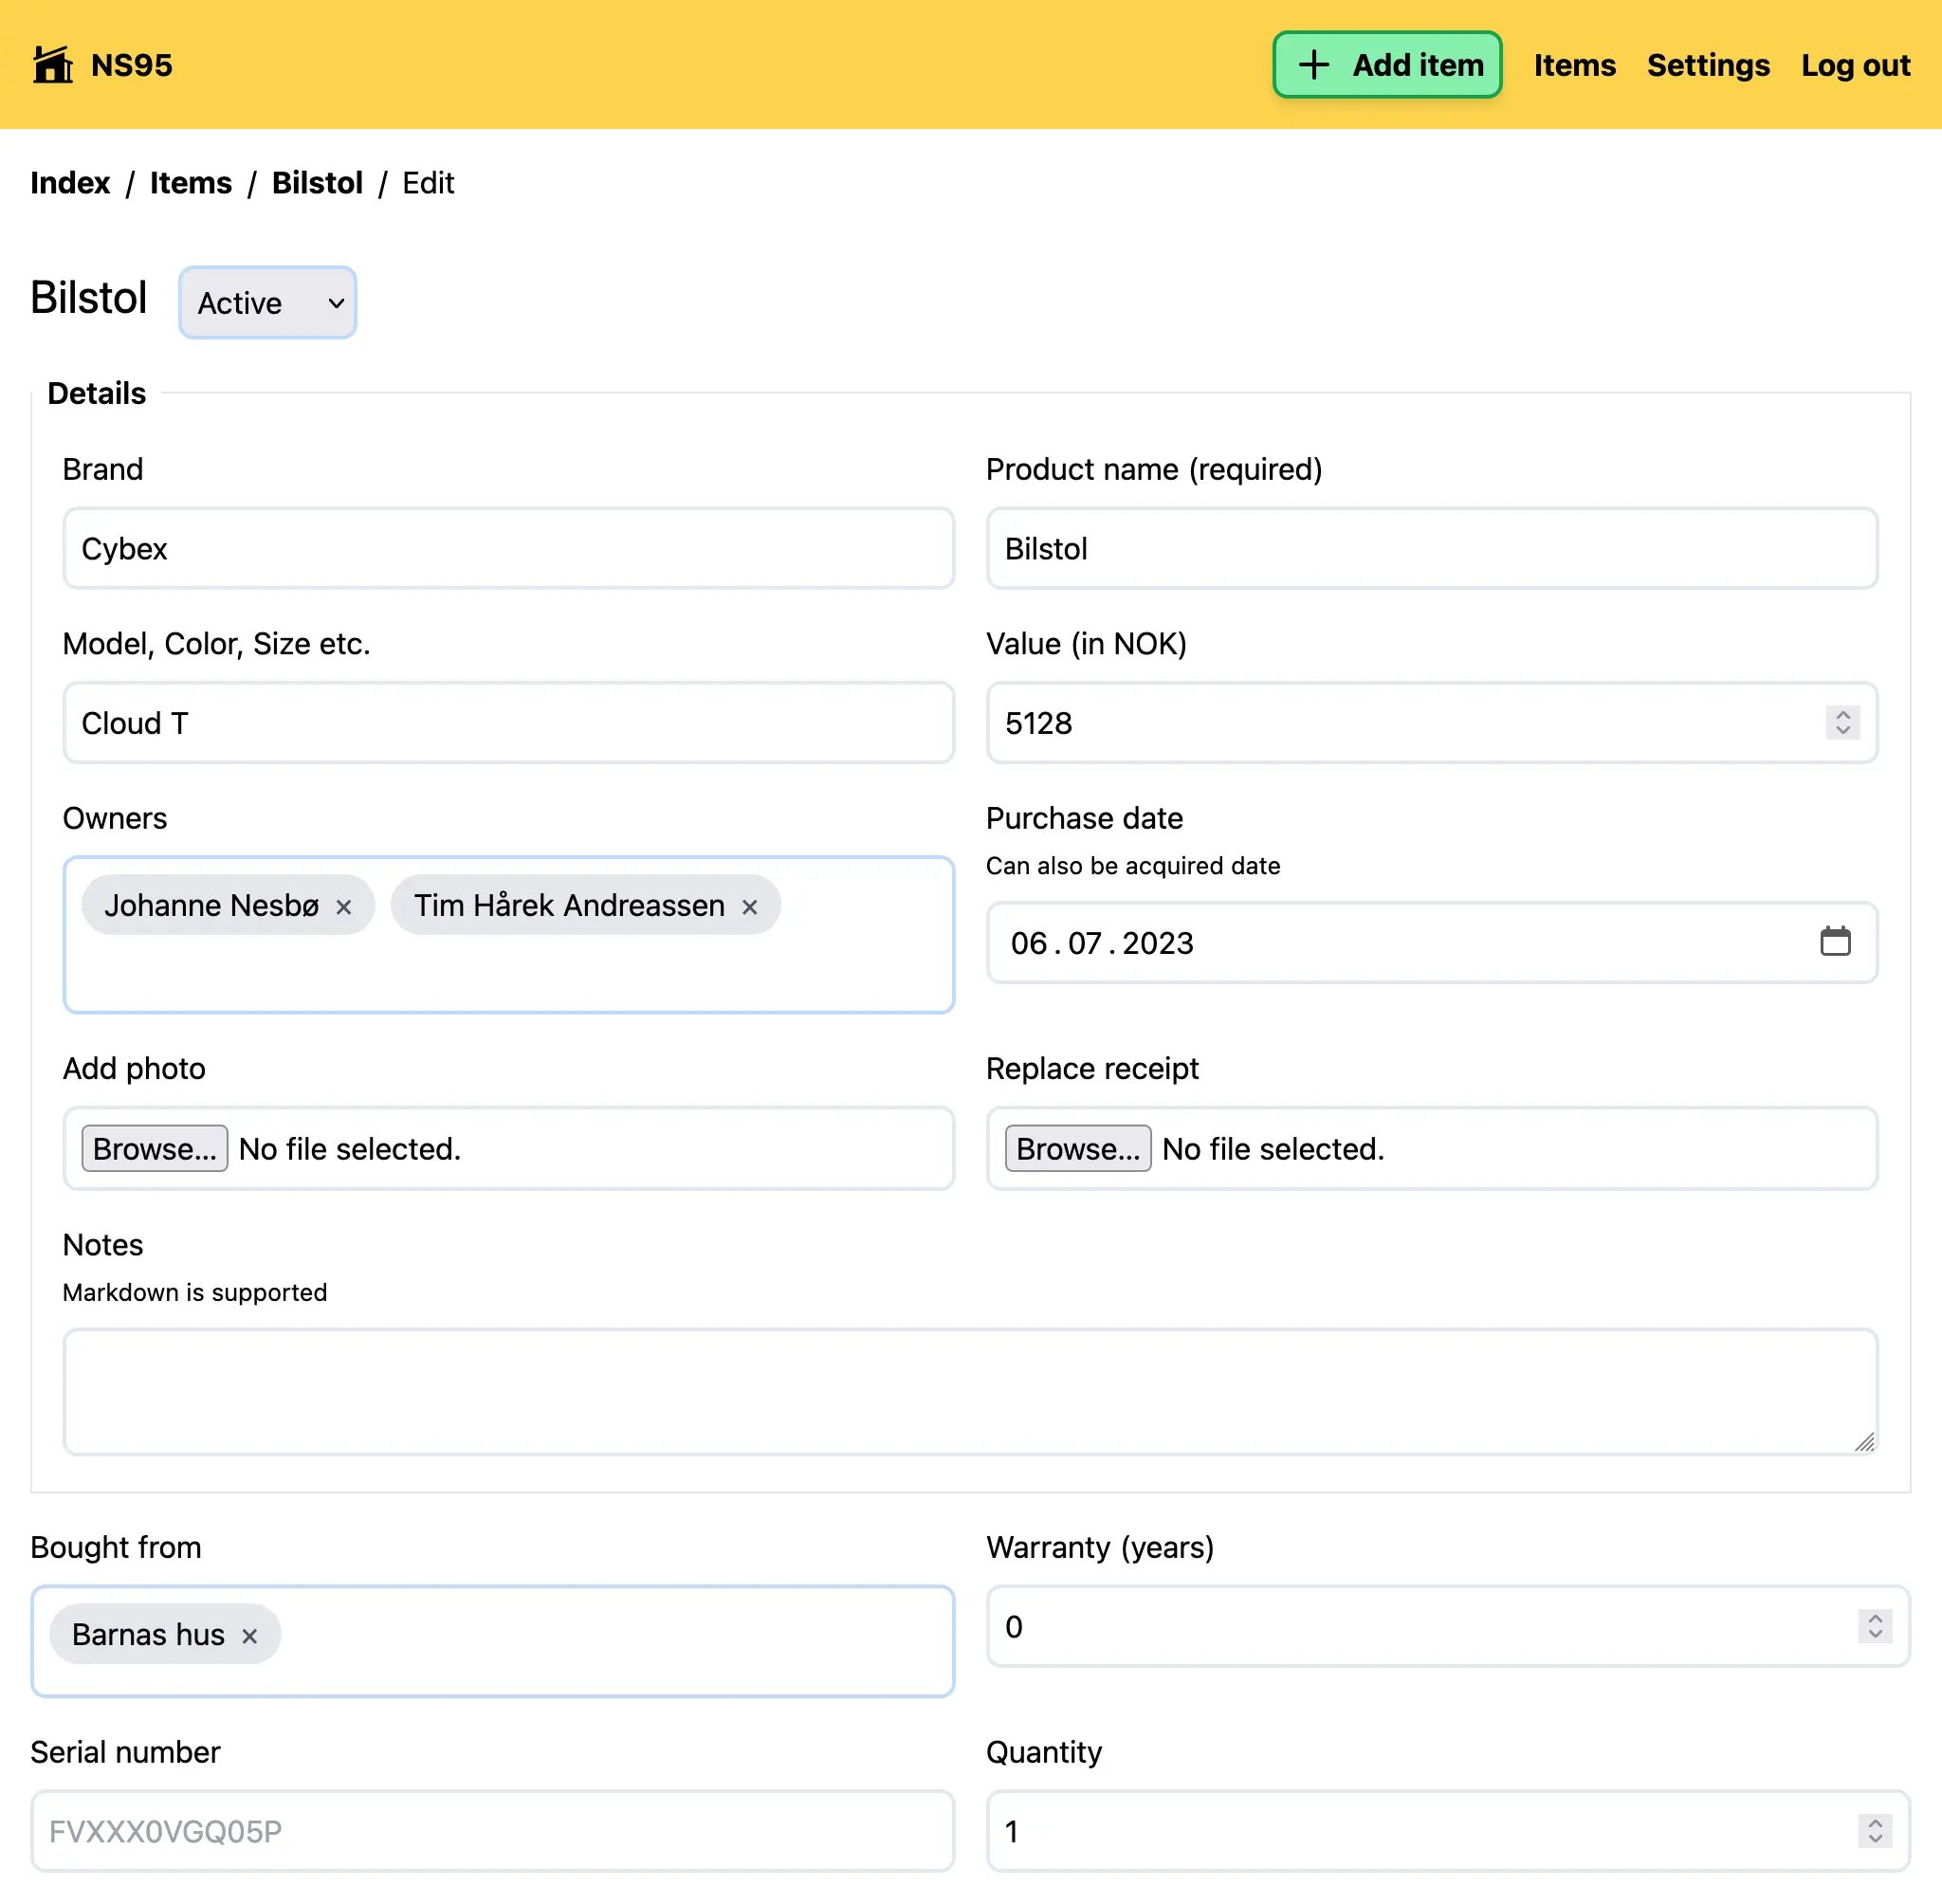 NS95
Add item Items Settings Log out
Index / Items / Bilstol / Edit
Bilstol Active
Details
Brand Product name (required)
Cybex Bilstol
Model, Color, Size etc. Value (in NOK)
Cloud T 5128
Owners Purchase date
Can also be acquired date
Johanne Nesbø × Tim Hårek Andreassen ×
06.07.2023
Add photo Replace receipt
Browse... No file selected. Browse... No file selected.
Notes
Markdown is supported
Bought from Warranty (years)
Barnas hus × 0
Serial number Quantity
FVXXX0VGQ05P 1